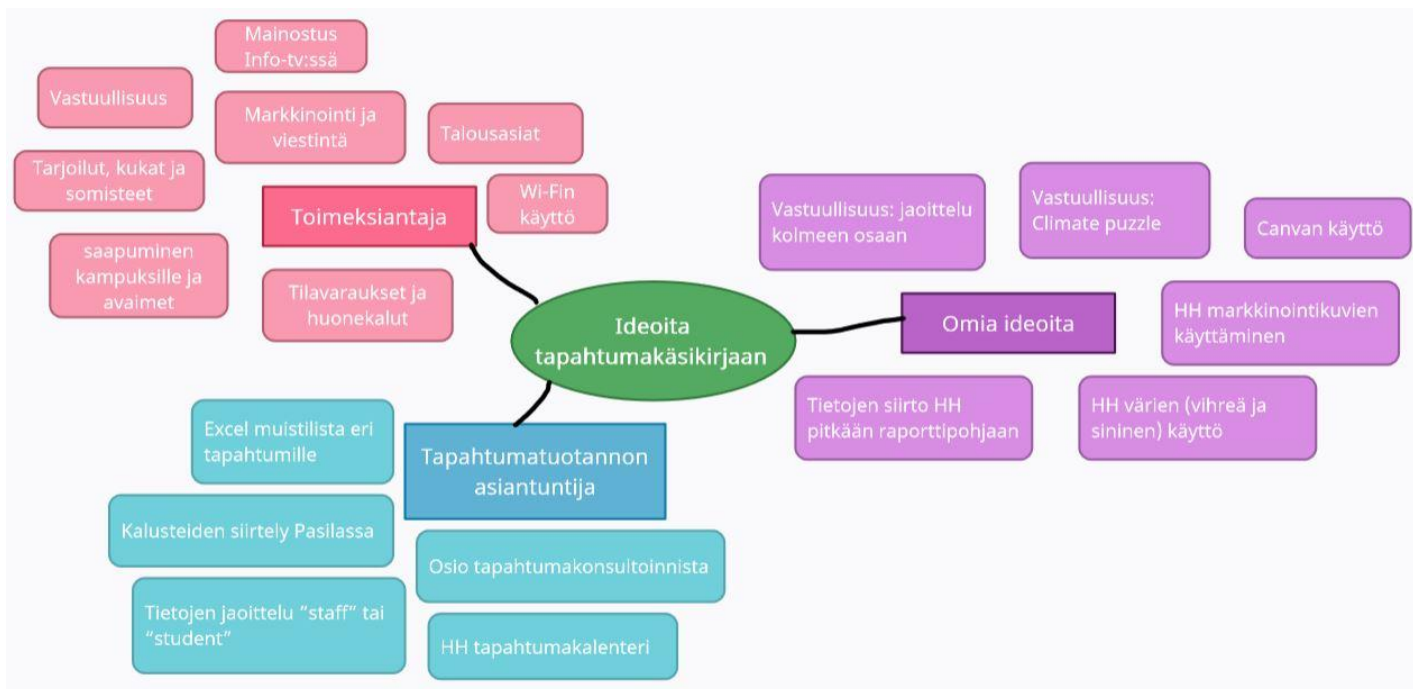 Mainostus
Info-tv:ssä
Vastuullisuus
Markkinointi ja
viestintä
Talousasiat
Tarjoilut, kukat ja
somisteet
Toimeksiantaja
Wi-Fin
käyttö
saapuminen
kampuksille ja
avaimet
Tilavaraukset ja
huonekalut
Ideoita
tapahtumakäsikirjaan
Vastuullisuus: jaoittelu
kolmeen osaan
Vastuullisuus:
Climate puzzle
Canvan käyttö
Omia ideoita
HH markkinointikuvien
käyttäminen
Tietojen siirto HH
pitkään raporttipohjaan
HH värien (vihreä ja
sininen) käyttö
Excel muistilista eri
tapahtumille
Tapahtumatuotannon
asiantuntija
Kalusteiden siirtely Pasilassa
Osio tapahtumakonsultoinnista
Tietojen jaoittelu “staff” tai
“student”
HH tapahtumakalenteri